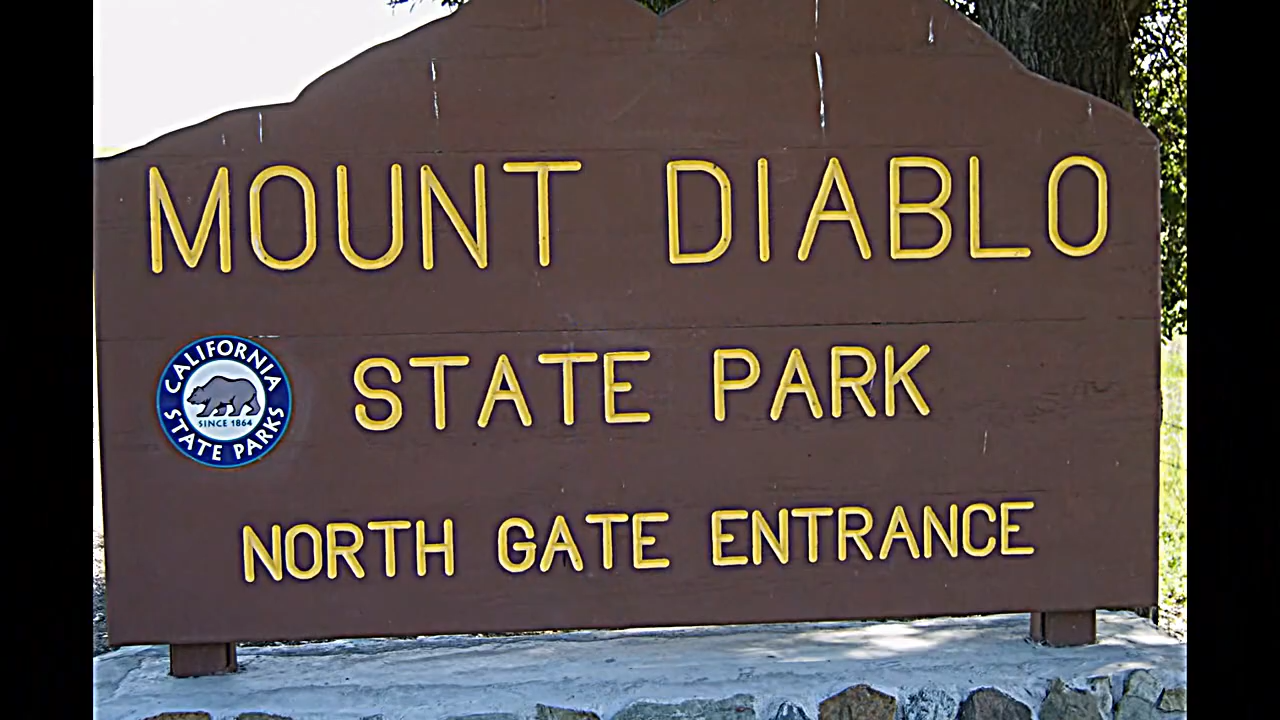 MOUNT DIABLO
CALIFORNIA
SINCE 1864
STATE PARKS
STATE PARK
NORTH GATE ENTRANCE